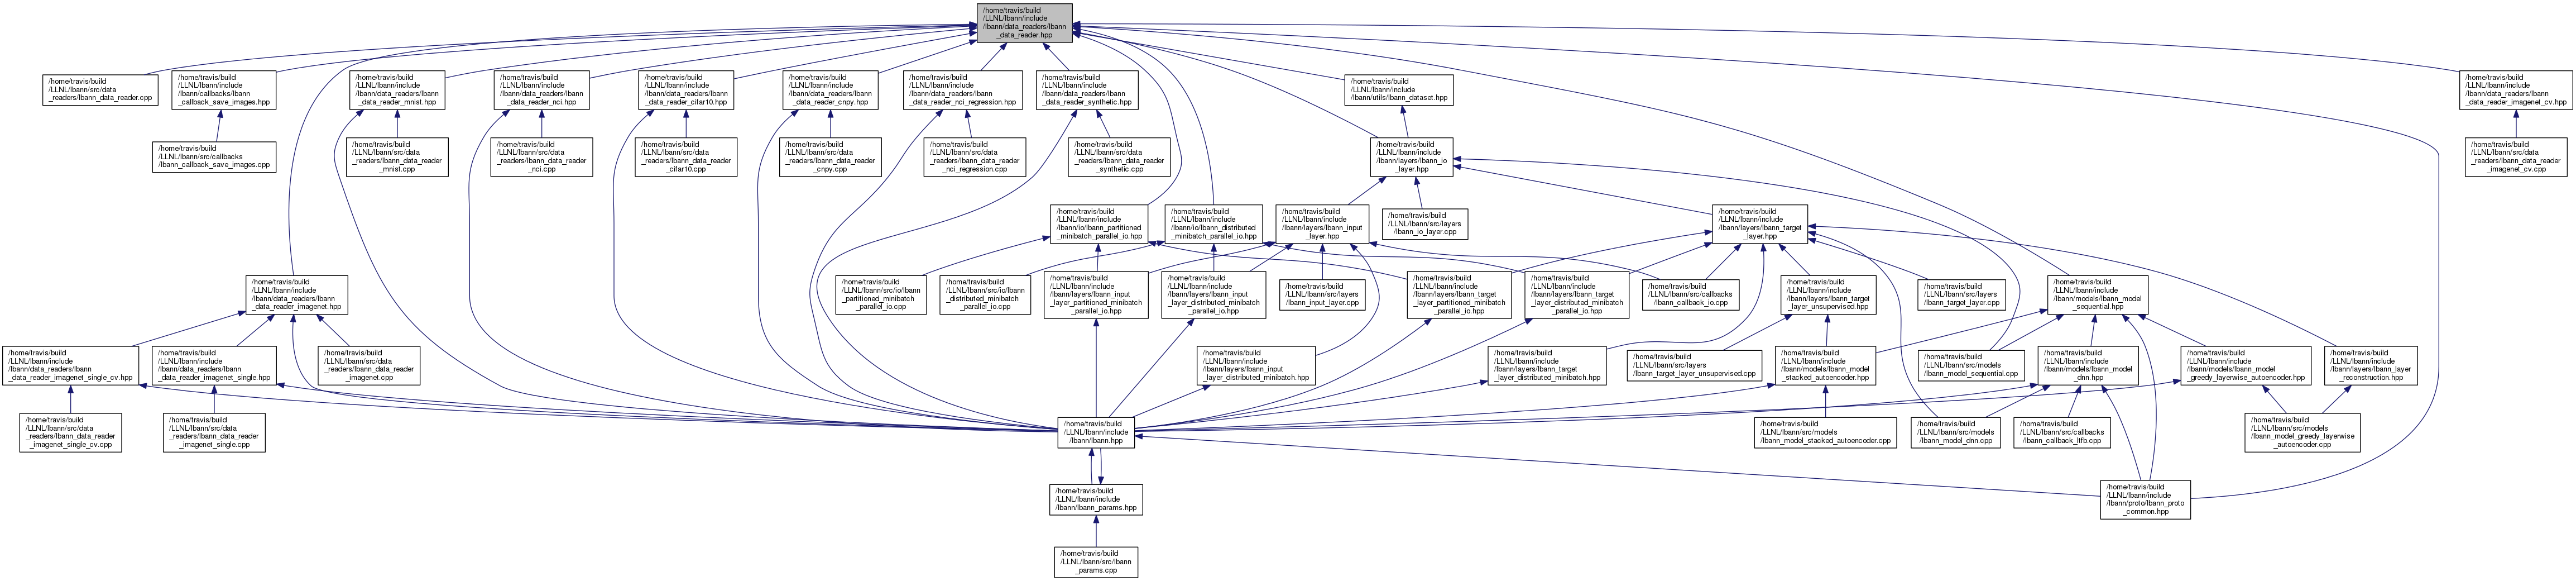 /home/travis/build
/LLNL/lbann/include
/lbann/data_readers/lbann
_data_reader.hpp
/home/travis/build
/LLNL/lbann/src/data
_readers/lbann_data_reader.cpp
/home/travis/build
/LLNL/lbann/include
/lbann/callbacks/lbann
_callback_save_images.hpp
/home/travis/build
/LLNL/lbann/include
/lbann/data_readers/lbann
_data_reader_mnist.hpp
/home/travis/build
/LLNL/lbann/include
/lbann/data_readers/lbann
_data_reader_nci.hpp
/home/travis/build
/LLNL/lbann/include
/lbann/data_readers/lbann
_data_reader_cifar10.hpp
/home/travis/build
/LLNL/lbann/include
/lbann/data_readers/lbann
_data_reader_cnpy.hpp
/home/travis/build
/LLNL/lbann/include
/lbann/data_readers/lbann
_data_reader_nci_regression.hpp
/home/travis/build
/LLNL/lbann/include
/lbann/data_readers/lbann
_data_reader_synthetic.hpp
/home/travis/build
/LLNL/lbann/include
/lbann/utils/lbann_dataset.hpp
/home/travis/build
/LLNL/lbann/include
/lbann/data_readers/lbann
_data_reader_imagenet_cv.hpp
/home/travis/build
/LLNL/lbann/src/callbacks
/lbann_callback_save_images.cpp
/home/travis/build
/LLNL/lbann/src/data
_readers/lbann_data_reader
_mnist.cpp
/home/travis/build
/LLNL/lbann/src/data
_readers/lbann_data_reader
_nci.cpp
/home/travis/build
/LLNL/lbann/src/data
_readers/lbann_data_reader
_cifar10.cpp
/home/travis/build
/LLNL/lbann/src/data
_readers/lbann_data_reader
_cnpy.cpp
/home/travis/build
/LLNL/lbann/src/data
_readers/lbann_data_reader
_nci_regression.cpp
/home/travis/build
/LLNL/lbann/src/data
_readers/lbann_data_reader
_synthetic.cpp
/home/travis/build
/LLNL/lbann/include
/lbann/layers/lbann_io
_layer.hpp
/home/travis/build
/LLNL/lbann/src/data
_readers/lbann_data_reader
_imagenet_cv.cpp
/home/travis/build
/LLNL/lbann/include
/lbann/io/lbann_partitioned
_minibatch_parallel_io.hpp
/home/travis/build
/LLNL/lbann/include
/lbann/io/lbann_distributed
_minibatch_parallel_io.hpp
/home/travis/build
/LLNL/lbann/include
/lbann/layers/lbann_input
_layer.hpp
/home/travis/build
/LLNL/lbann/src/layers
/lbann_io_layer.cpp
/home/travis/build
/LLNL/lbann/include
/lbann/layers/lbann_target
_layer.hpp
/home/travis/build
/LLNL/lbann/include
/lbann/data_readers/lbann
_data_reader_imagenet.hpp
/home/travis/build
/LLNL/lbann/src/io/lbann
_partitioned_minibatch
_parallel_io.cpp
/home/travis/build
/LLNL/lbann/src/io/lbann
_distributed_minibatch
_parallel_io.cpp
/home/travis/build
/LLNL/lbann/include
/lbann/layers/lbann_input
_layer_partitioned_minibatch
_parallel_io.hpp
/home/travis/build
/LLNL/lbann/include
/lbann/layers/lbann_input
_layer_distributed_minibatch
_parallel_io.hpp
/home/travis/build
/LLNL/lbann/src/layers
/lbann_input_layer.cpp
/home/travis/build
/LLNL/lbann/include
/lbann/layers/lbann_target
_layer_partitioned_minibatch
_parallel_io.hpp
/home/travis/build
/LLNL/lbann/include
/lbann/layers/lbann_target
_layer_distributed_minibatch
_parallel_io.hpp
/home/travis/build
/LLNL/lbann/src/callbacks
/lbann_callback_io.cpp
/home/travis/build
/LLNL/lbann/include
/lbann/layers/lbann_target
_layer_unsupervised.hpp
/home/travis/build
/LLNL/lbann/src/layers
/lbann_target_layer.cpp
/home/travis/build
/LLNL/lbann/include
/lbann/models/lbann_model
_sequential.hpp
/home/travis/build
/LLNL/lbann/include
/lbann/data_readers/lbann
_data_reader_imagenet_single_cv.hpp
/home/travis/build
/LLNL/lbann/include
/lbann/data_readers/lbann
_data_reader_imagenet_single.hpp
/home/travis/build
/LLNL/lbann/src/data
_readers/lbann_data_reader
_imagenet.cpp
/home/travis/build
/LLNL/lbann/include
/lbann/layers/lbann_input
_layer_distributed_minibatch.hpp
/home/travis/build
/LLNL/lbann/include
/lbann/layers/lbann_target
_layer_distributed_minibatch.hpp
/home/travis/build
/LLNL/lbann/src/layers
/lbann_target_layer_unsupervised.cpp
/home/travis/build
/LLNL/lbann/include
/lbann/models/lbann_model
_stacked_autoencoder.hpp
/home/travis/build
/LLNL/lbann/src/models
/lbann_model_sequential.cpp
/home/travis/build
/LLNL/lbann/include
/lbann/models/lbann_model
_dnn.hpp
/home/travis/build
/LLNL/lbann/include
/lbann/models/lbann_model
_greedy_layerwise_autoencoder.hpp
/home/travis/build
/LLNL/lbann/include
/lbann/layers/lbann_layer
_reconstruction.hpp
/home/travis/build
/LLNL/lbann/src/data
_readers/lbann_data_reader
_imagenet_single_cv.cpp
/home/travis/build
/LLNL/lbann/src/data
_readers/lbann_data_reader
_imagenet_single.cpp
/home/travis/build
/LLNL/lbann/include
/lbann/lbann.hpp
/home/travis/build
/LLNL/lbann/src/models
/lbann_model_stacked_autoencoder.cpp
/home/travis/build
/LLNL/lbann/src/models
/lbann_model_dnn.cpp
/home/travis/build
/LLNL/lbann/src/callbacks
/lbann_callback_ltfb.cpp
/home/travis/build
/LLNL/lbann/src/models
/lbann_model_greedy_layerwise
_autoencoder.cpp
/home/travis/build
/LLNL/lbann/include
/lbann/lbann_params.hpp
/home/travis/build
/LLNL/lbann/include
/lbann/proto/lbann_proto
_common.hpp
/home/travis/build
/LLNL/lbann/src/lbann
_params.cpp